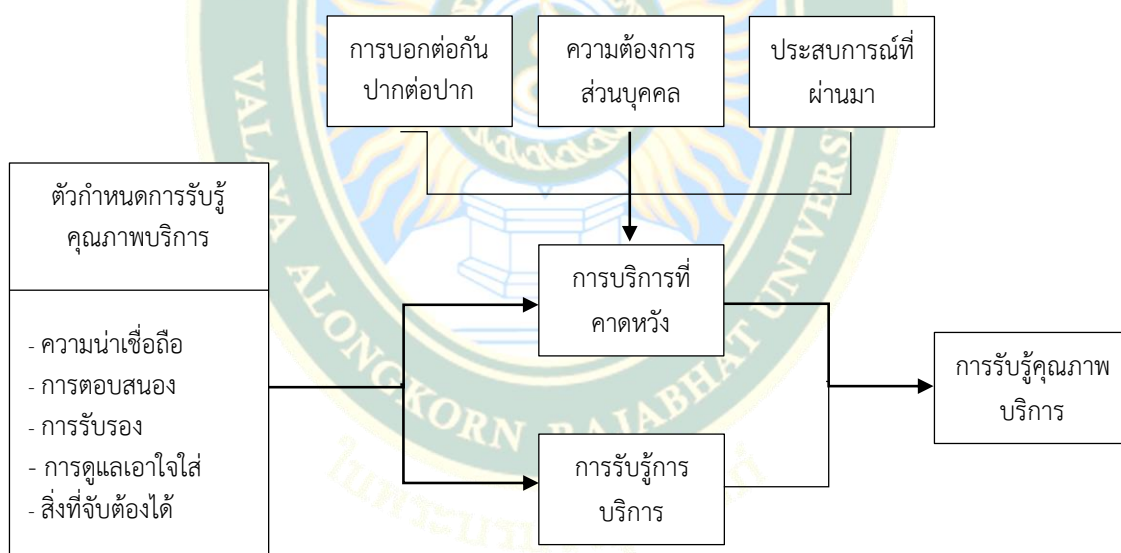 การบอกต่อกัน
ปากต่อปาก
ความต้องการ
ส่วนบุคคล
ประสบการณ์ที่
ผ่านมา
ตัวกำหนดการรับรู้
คุณภาพบริการ
- ความน่าเชื่อถือ
- การตอบสนอง
- การรับรอง
- การดูแลเอาใจใส่
- สิ่งที่จับต้องได้
การบริการที่
คาดหวัง
การรับรู้การ
บริการ
การรับรู้คุณภาพ
บริการ
VALAYA ALONGKORN RAJABHAT UNIVERS